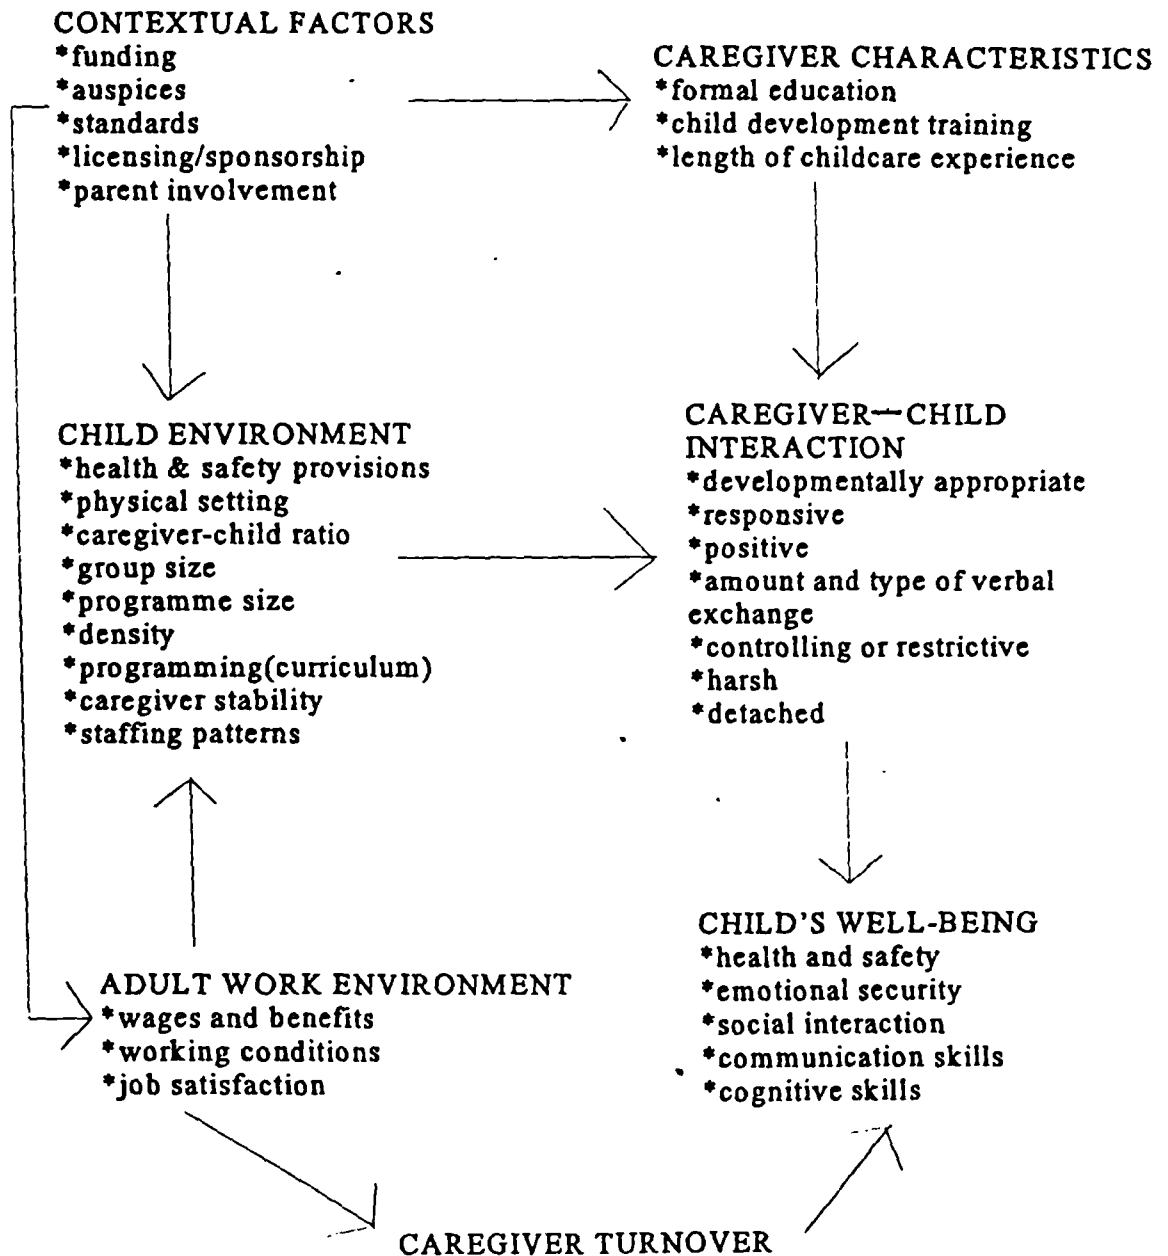 CONTEXTUAL FACTORS
*funding
*auspices
*standards
*licensing/sponsorship
*parent involvement
CAREGIVER CHARACTERISTICS
*formal education
*child development training
*length of childcare experience
CHILD ENVIRONMENT
*health & safety provisions
*physical setting
*caregiver-child ratio
*group size
*programme size
*density
*programming(curriculum)
*caregiver stability
*staffing patterns
CAREGIVER—CHILD
INTERACTION
*developmentally appropriate
*responsive
*positive
*amount and type of verbal
exchange
*controlling or restrictive
*harsh
*detached
ADULT WORK ENVIRONMENT
*wages and benefits
*working conditions
*job satisfaction
CHILD'S WELL-BEING
*health and safety
*emotional security
*social interaction
*communication skills
*cognitive skills
CAREGIVER TURNOVER